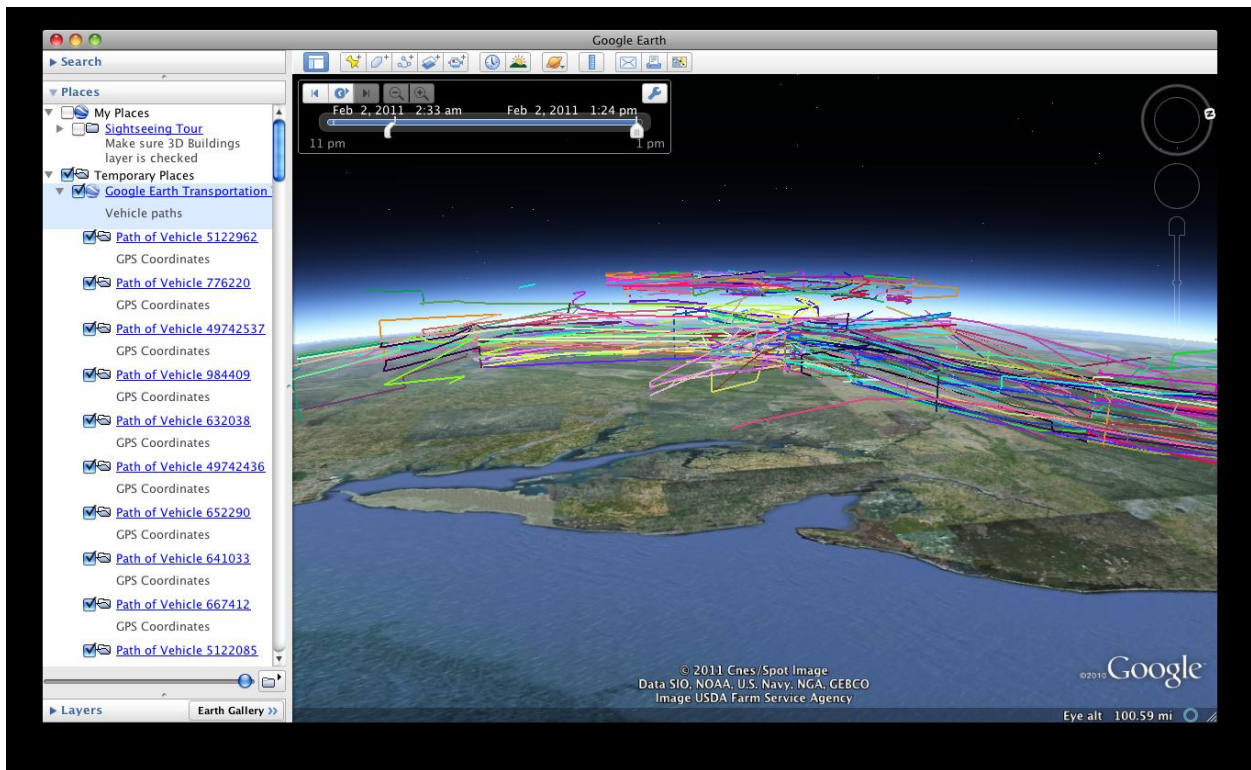 Google Earth
Search
Places
My Places
Sightseeing Tour
Make sure 3D Buildings
layer is checked
Temporary Places
Google Earth Transportation
Vehicle paths
Path of Vehicle 5122962
GPS Coordinates
Path of Vehicle 776220
GPS Coordinates
Path of Vehicle 49742537
GPS Coordinates
Path of Vehicle 984409
GPS Coordinates
Path of Vehicle 632038
GPS Coordinates
Path of Vehicle 49742436
GPS Coordinates
Path of Vehicle 652290
GPS Coordinates
Path of Vehicle 641033
GPS Coordinates
Path of Vehicle 667412
GPS Coordinates
Path of Vehicle 5122085
Layers
Earth Gallery >>
Feb 2, 2011 2:33 am Feb 2, 2011 1:24 pm
11 pm 1 pm
© 2011 Cnes/Spot Image
Data SIO, NOAA, U.S. Navy, NGA, GEBCO
Image USDA Farm Service Agency
©2010 Google
Eye alt 100.59 mi